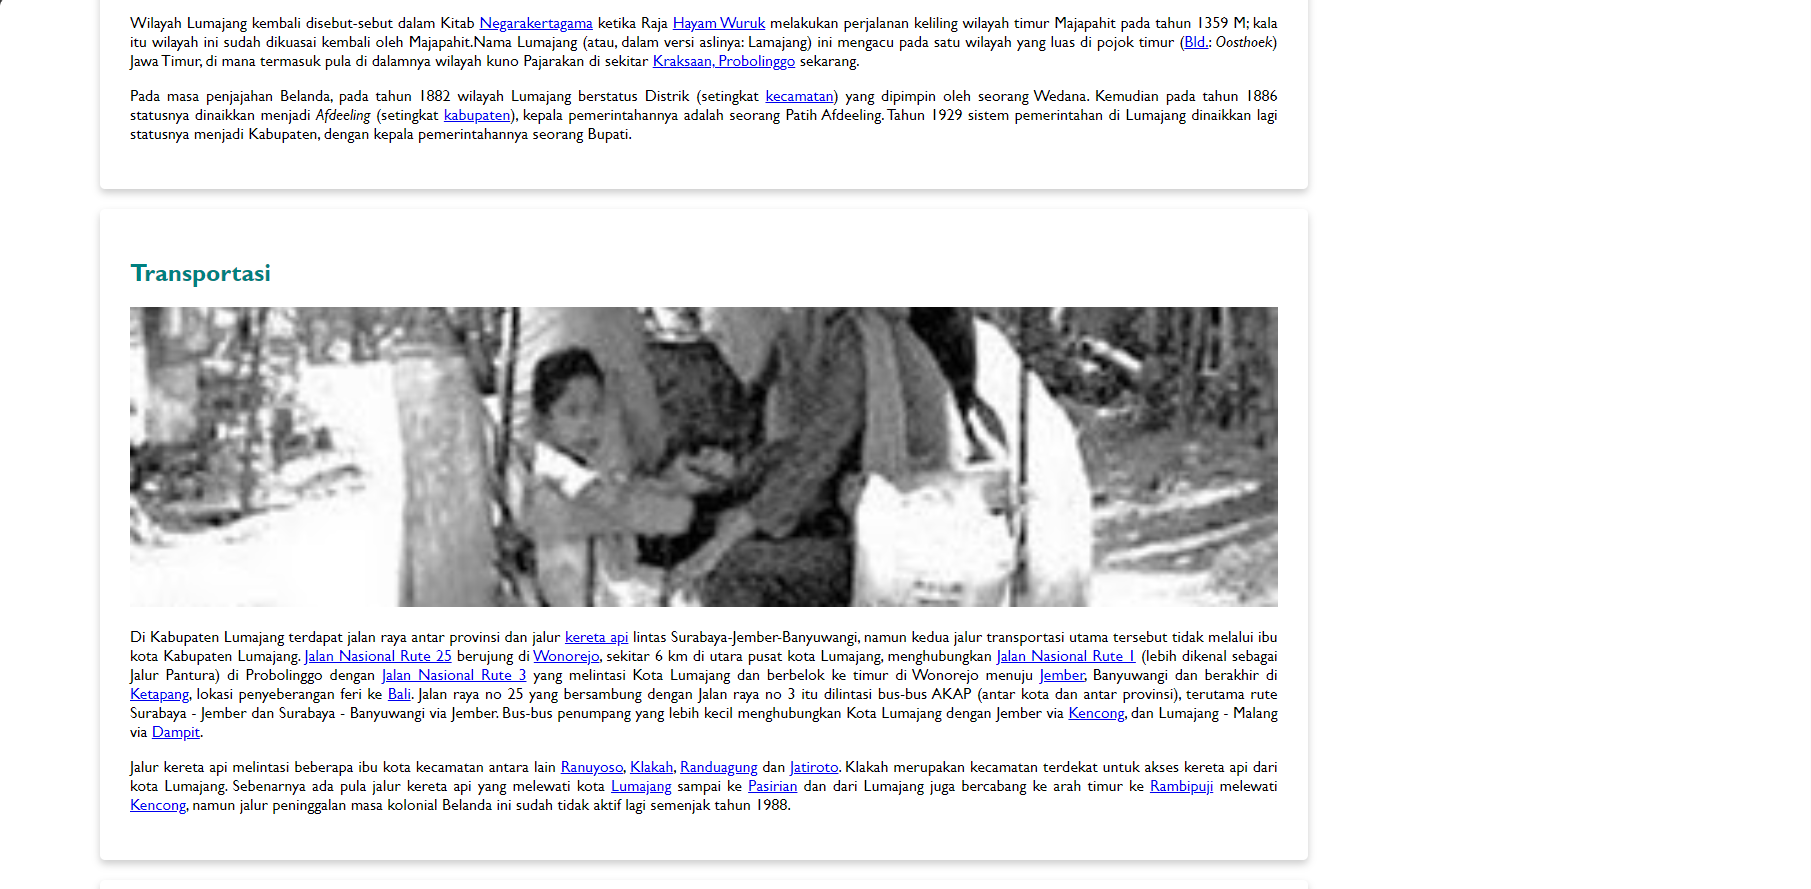 Wilayah Lumajang kembali disebut-sebut dalam Kitab Negarakertagama ketika Raja Hayam Wuruk melakukan perjalanan keliling wilayah timur Majapahit pada tahun 1359 M; kala
itu wilayah ini sudah dikuasai kembali oleh Majapahit.Nama Lumajang (atau, dalam versi aslinya: Lamajang) ini mengacu pada satu wilayah yang luas di pojok timur (Bld.: Oosthoek)
Jawa Timur, di mana termasuk pula di dalamnya wilayah kuno Pajarakan di sekitar Kraksaan, Probolinggo sekarang.
Pada masa penjajahan Belanda, pada tahun 1882 wilayah Lumajang berstatus Distrik (setingkat kecamatan) yang dipimpin oleh seorang Wedana. Kemudian pada tahun 1886
statusnya dinaikkan menjadi Afdeeling (setingkat kabupaten), kepala pemerintahannya adalah seorang Patih Afdeeling. Tahun 1929 sistem pemerintahan di Lumajang dinaikkan lagi
statusnya menjadi Kabupaten, dengan kepala pemerintahannya seorang Bupati.
Transportasi
Di Kabupaten Lumajang terdapat jalan raya antar provinsi dan jalur kereta api lintas Surabaya-Jember-Banyuwangi, namun kedua jalur transportasi utama tersebut tidak melalui ibu
kota Kabupaten Lumajang. Jalan Nasional Rute 25 berujung di Wonorejo, sekitar 6 km di utara pusat kota Lumajang, menghubungkan Jalan Nasional Rute 1 (lebih dikenal sebagai
Jalur Pantura) di Probolinggo dengan Jalan Nasional Rute 3 yang melintasi Kota Lumajang dan berbelok ke timur di Wonorejo menuju Jember, Banyuwangi dan berakhir di
Ketapang, lokasi penyeberangan feri ke Bali. Jalan raya no 25 yang bersambung dengan Jalan raya no 3 itu dilintasi bus-bus AKAP (antar kota dan antar provinsi), terutama rute
Surabaya - Jember dan Surabaya - Banyuwangi via Jember. Bus-bus penumpang yang lebih kecil menghubungkan Kota Lumajang dengan Jember via Kencong, dan Lumajang - Malang
via Dampit.
Jalur kereta api melintasi beberapa ibu kota kecamatan antara lain Ranuyoso, Klakah, Randuagung dan Jatiroto. Klakah merupakan kecamatan terdekat untuk akses kereta api dari
kota Lumajang. Sebenarnya ada pula jalur kereta api yang melewati kota Lumajang sampai ke Pasirian dan dari Lumajang juga bercabang ke arah timur ke Rambipuji melewati
Kencong, namun jalur peninggalan masa kolonial Belanda ini sudah tidak aktif lagi semenjak tahun 1988.